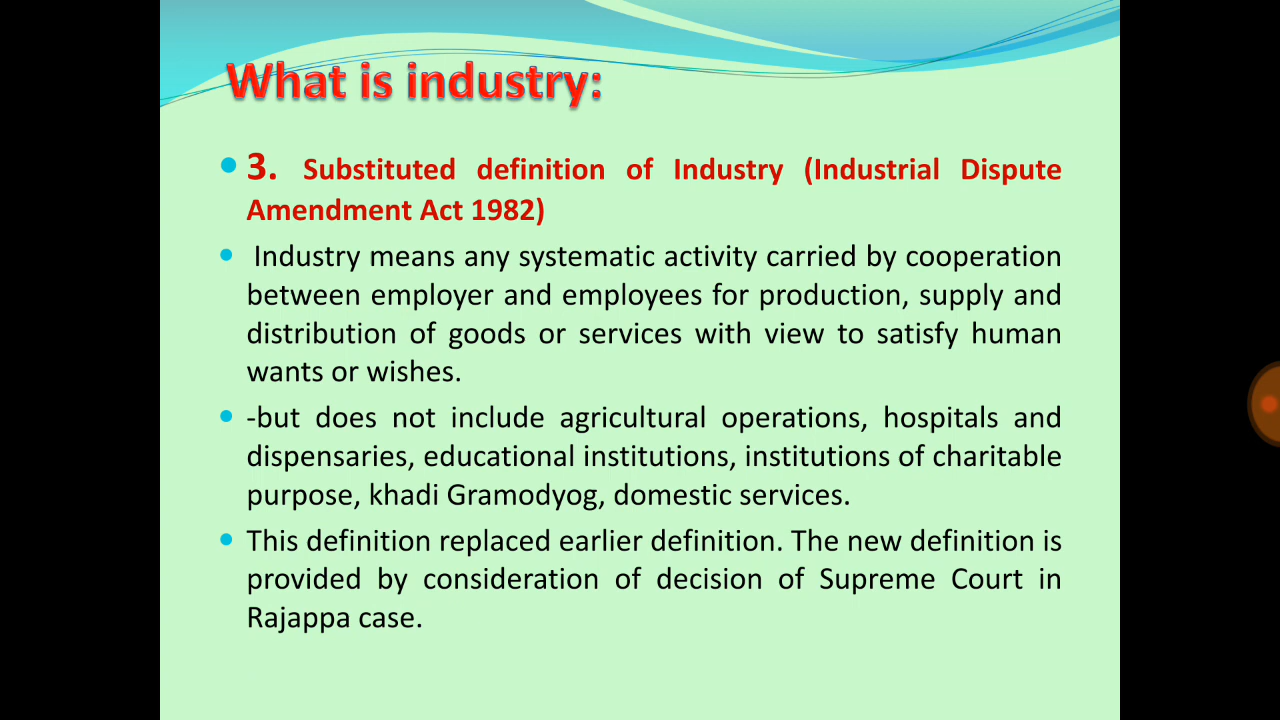 What is industry:
3. Substituted definition of Industry (Industrial Dispute
Amendment Act 1982)
Industry means any systematic activity carried by cooperation
between employer and employees for production, supply and
distribution of goods or services with view to satisfy human
wants or wishes.
-but does not include agricultural operations, hospitals and
dispensaries, educational institutions, institutions of charitable
purpose, khadi Gramodyog, domestic services.
This definition replaced earlier definition. The new definition is
provided by consideration of decision of Supreme Court in
Rajappa case.